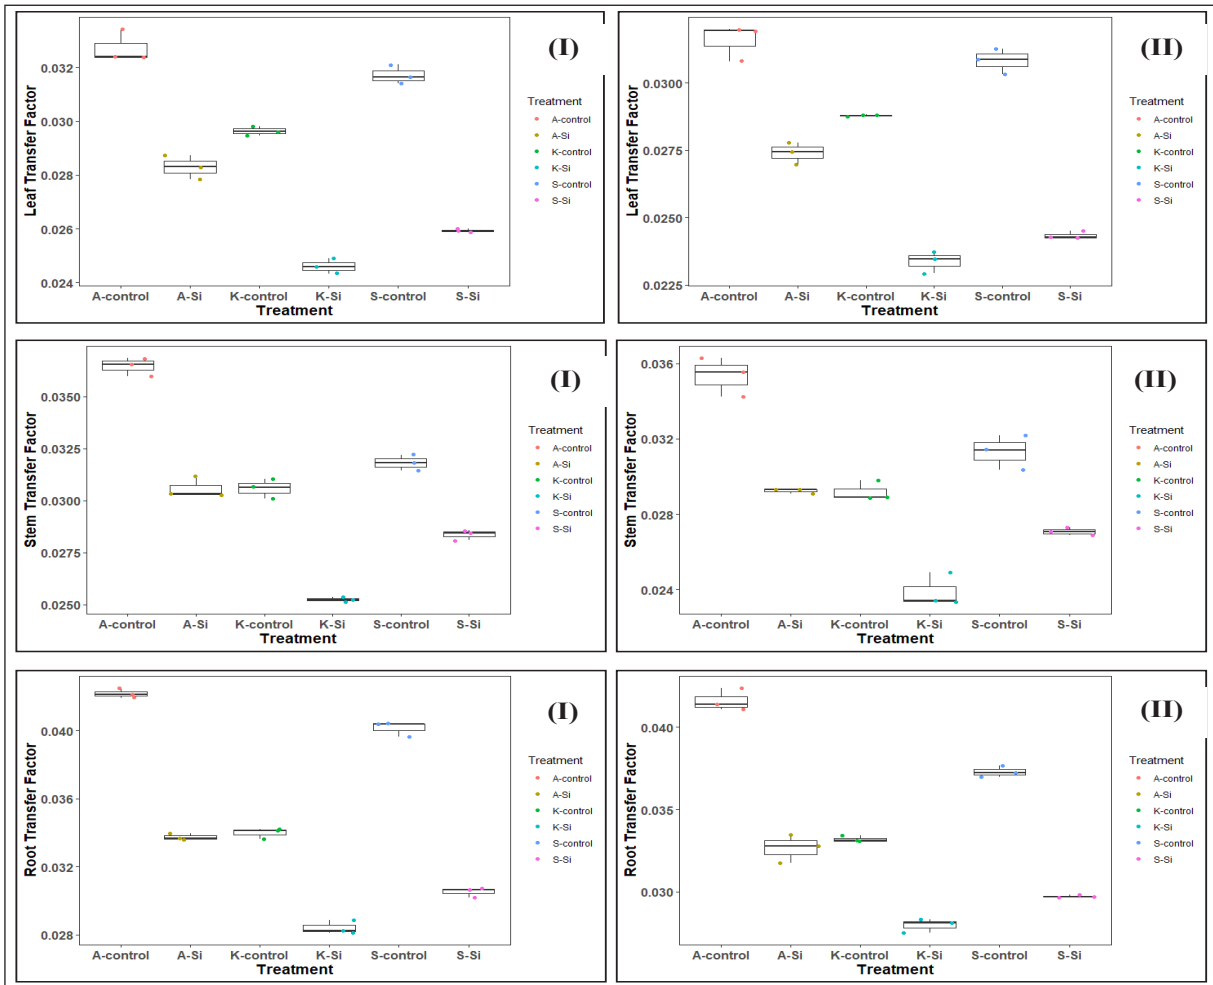 (I)
Leaf Transfer Factor
0.032
0.030
0.028
0.026
0.024
A-control A-Si K-control K-Si S-control S-Si
Treatment
Treatment
A-control
A-Si
K-control
K-Si
S-control
S-Si
(II)
Leaf Transfer Factor
0.0300
0.0275
0.0250
0.0225
A-control A-Si K-control K-Si S-control S-Si
Treatment
Treatment
A-control
A-Si
K-control
K-Si
S-control
S-Si
(I)
Stem Transfer Factor
0.0350
0.0325
0.0300
0.0275
0.0250
A-control A-Si K-control K-Si S-control S-Si
Treatment
Treatment
A-control
A-Si
K-control
K-Si
S-control
S-Si
(II)
Stem Transfer Factor
0.036
0.032
0.028
0.024
A-control A-Si K-control K-Si S-control S-Si
Treatment
Treatment
A-control
A-Si
K-control
K-Si
S-control
S-Si
(I)
Root Transfer Factor
0.040
0.036
0.032
0.028
A-control A-Si K-control K-Si S-control S-Si
Treatment
Treatment
A-control
A-Si
K-control
K-Si
S-control
S-Si
(II)
Root Transfer Factor
0.040
0.035
0.030
A-control A-Si K-control K-Si S-control S-Si
Treatment
Treatment
A-control
A-Si
K-control
K-Si
S-control
S-Si